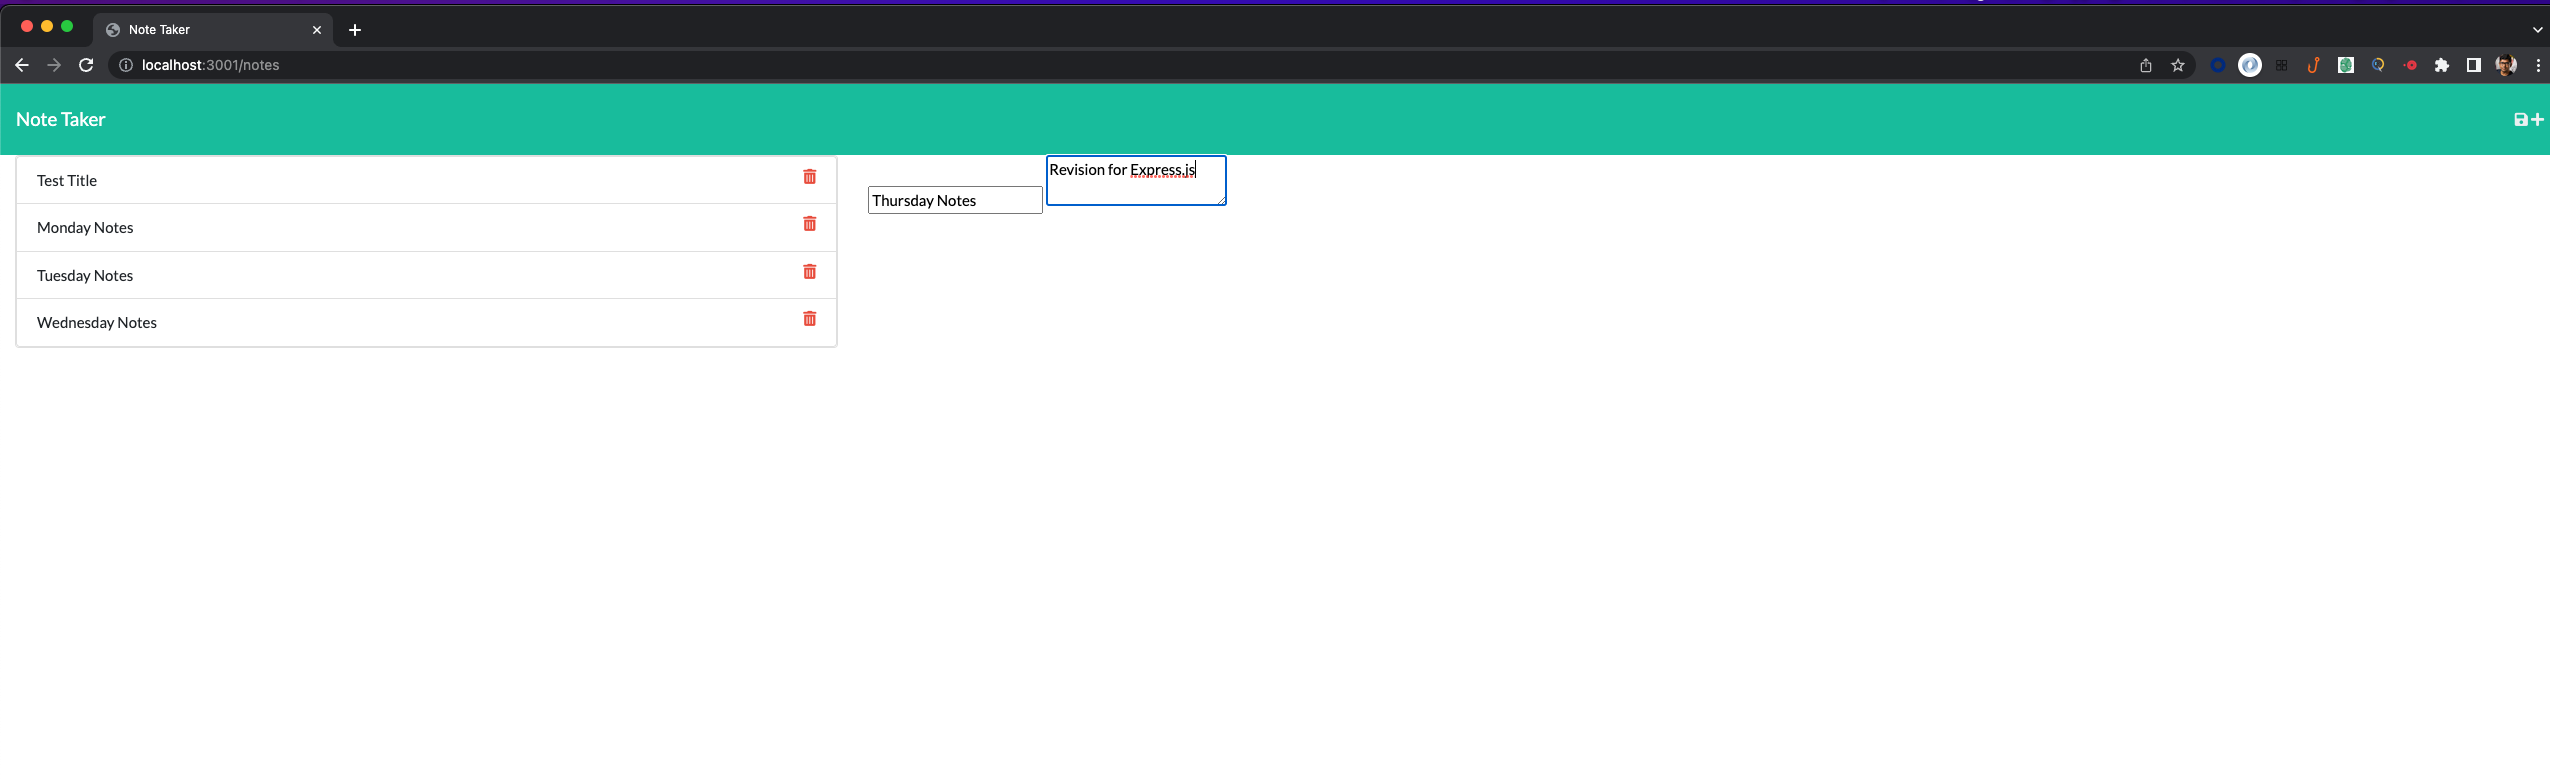 Note Taker
localhost:3001/notes
Note Taker
Test Title
Monday Notes
Tuesday Notes
Wednesday Notes
Thursday Notes
Revision for Express.js